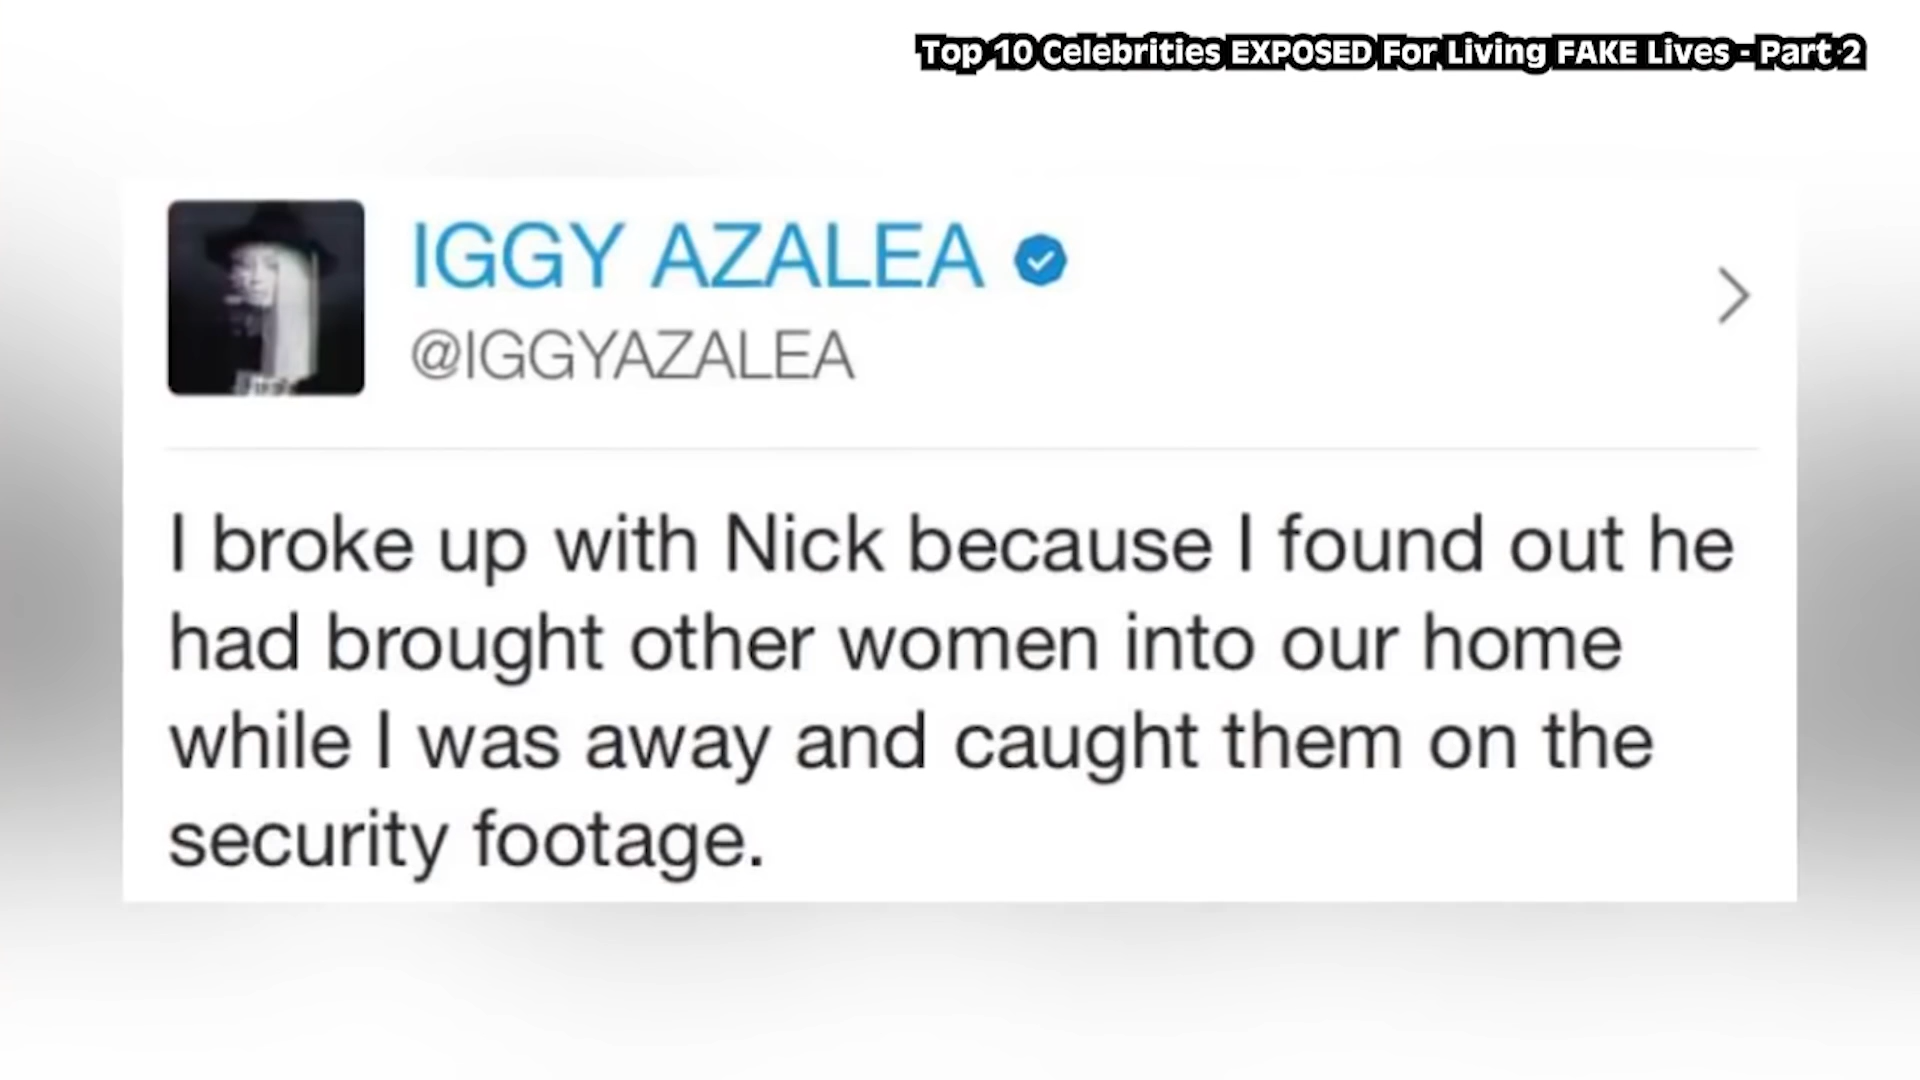 Top 10 Celebrities EXPOSED For Living FAKE Lives - Part 2
IGGY AZALEA
@IGGYAZALEA
I broke up with Nick because I found out he
had brought other women into our home
while I was away and caught them on the
security footage.